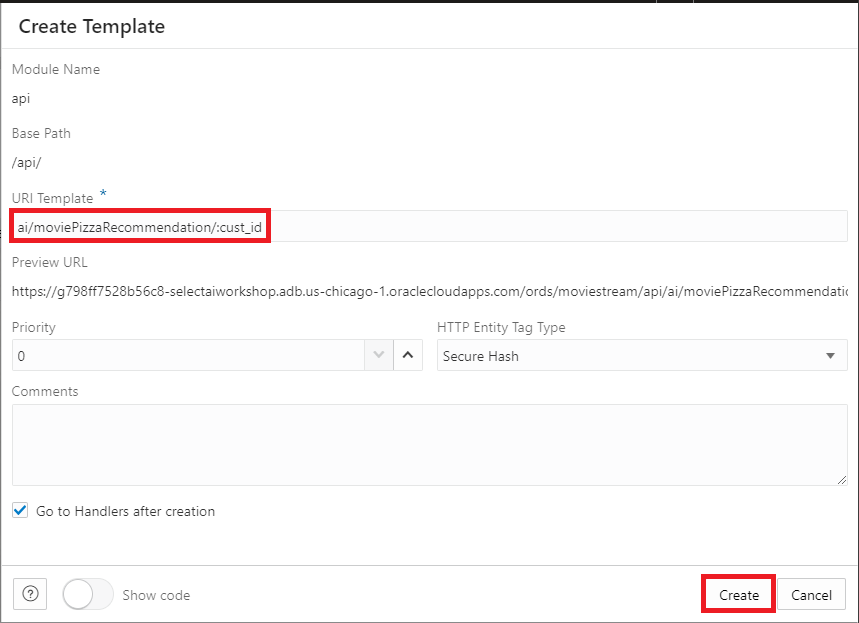 Create Template
Module Name
api
Base Path
/api/
URI Template *
ai/moviePizzaRecommendation/:cust_id
Preview URL
https://g798ff7528b56c8-selectaiworkshop.adb.us-chicago-1.oraclecloudapps.com/ords/moviestream/api/ai/moviePizzaRecommendatio
Priority
HTTP Entity Tag Type
0
Secure Hash
Comments
Go to Handlers after creation
? Show code Create Cancel